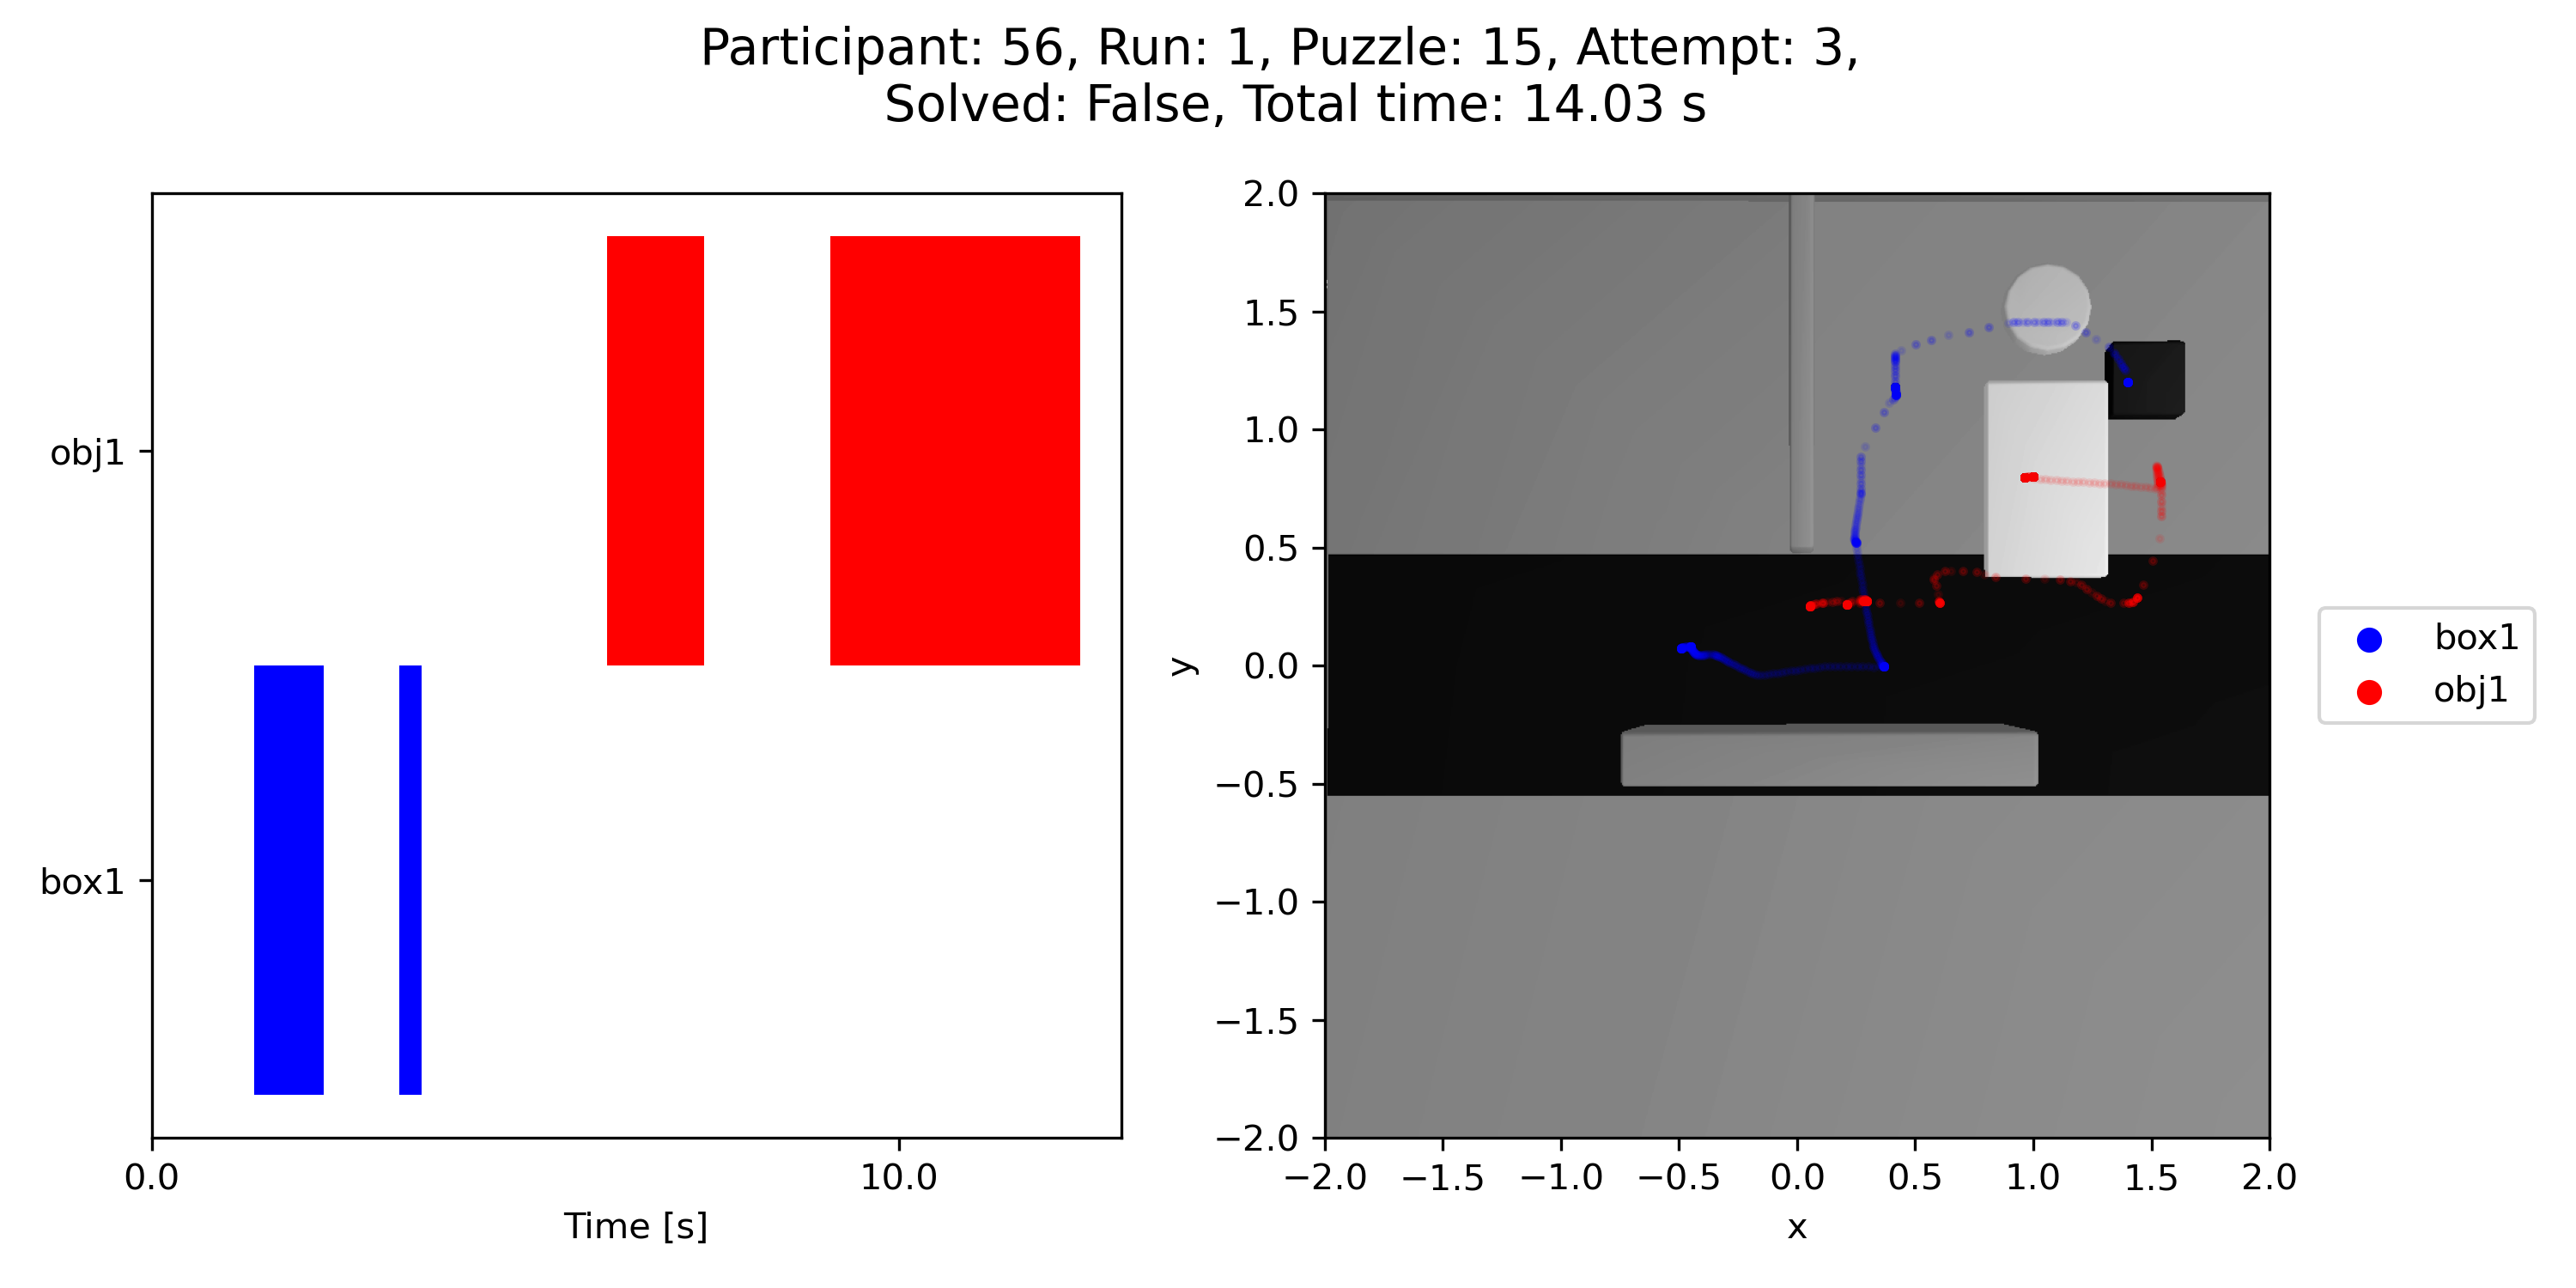 Participant: 56, Run: 1, Puzzle: 15, Attempt: 3,
Solved: False, Total time: 14.03 s
obj1
box1
0.0
10.0
Time [s]
2.0
1.5
1.0
0.5
0.0
−0.5
−1.0
−1.5
−2.0
y
−2.0
−1.5
−1.0
−0.5
0.0
0.5
1.0
1.5
2.0
x
box1
obj1